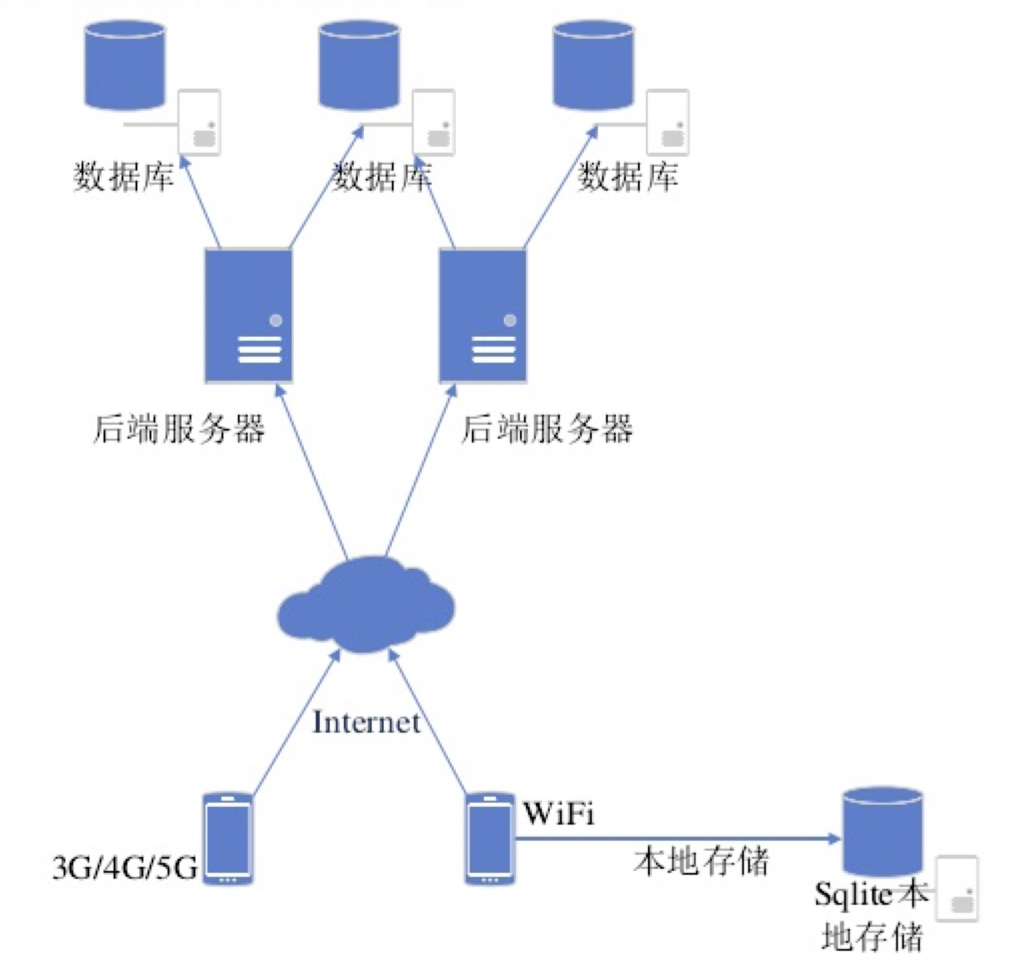 数据库
数据库
数据库
后端服务器
后端服务器
Internet
WiFi
3G/4G/5G
本地存储
Sqlite本
地存储